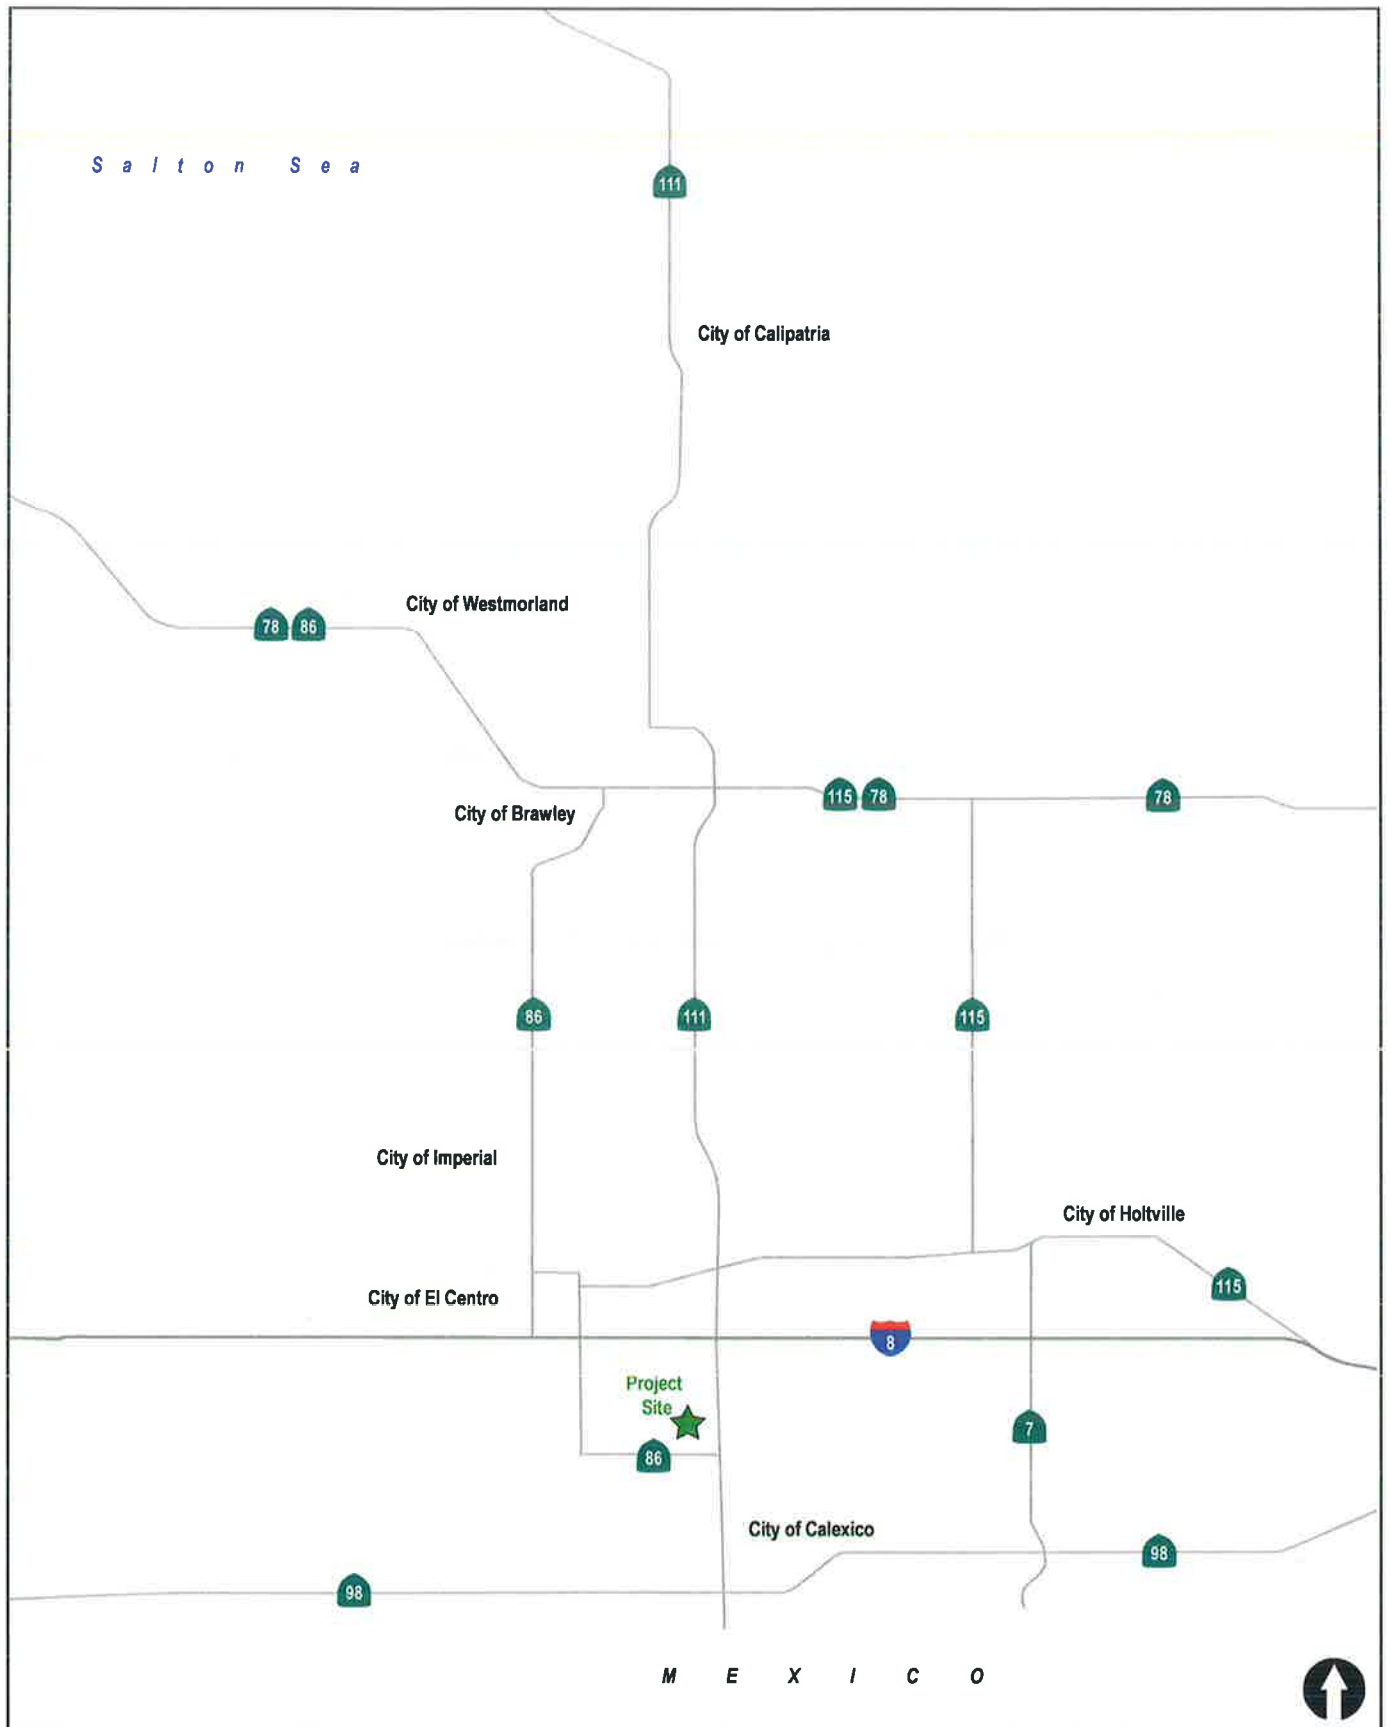 Salton Sea
111
City of Calipatria
City of Westmorland
78 86
115 78
78
City of Brawley
86
111
115
City of Imperial
City of Holtville
115
City of El Centro
8
Project
Site
7
86
City of Calexico
98
98
MEXICO